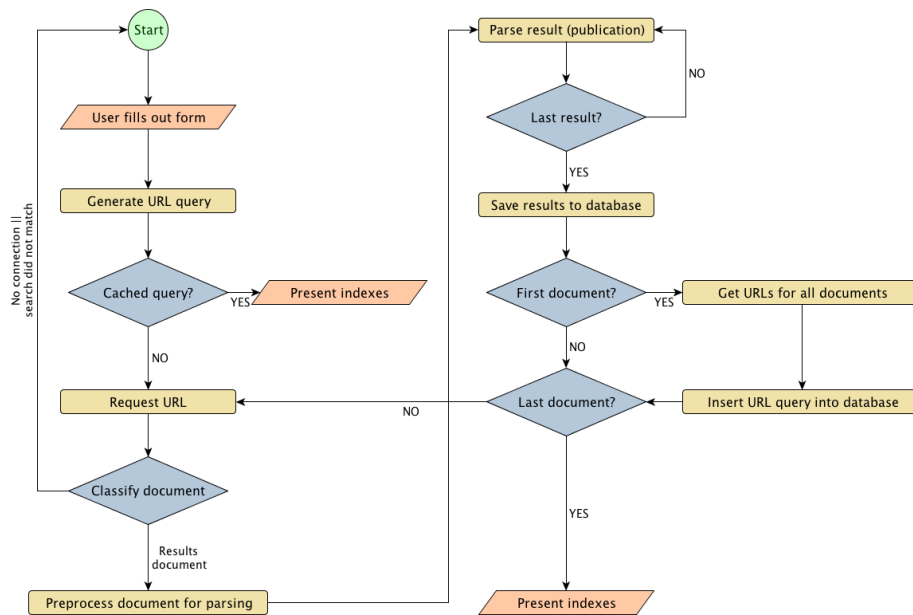 Start
User fills out form
Generate URL query
Cached query?
YES
Present indexes
NO
Request URL
Classify document
No connection ||
search did not match
Results
document
Preprocess document for parsing
Parse result (publication)
NO
Last result?
YES
Save results to database
First document?
YES
Get URLs for all documents
NO
Last document?
Insert URL query into database
NO
YES
Present indexes